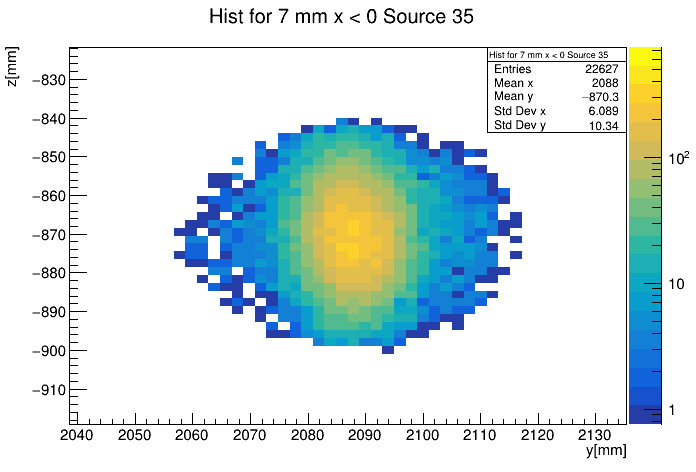 Hist for 7 mm x < 0 Source 35
z[mm]
Hist for 7 mm x < 0 Source 35
Entries 22627
Mean x 2088
Mean y −870.3
Std Dev x 6.089
Std Dev y 10.34
−830
−840
−850
−860
−870
−880
−890
−900
−910
10²
10
1
2040 2050 2060 2070 2080 2090 2100 2110 2120 2130
y[mm]